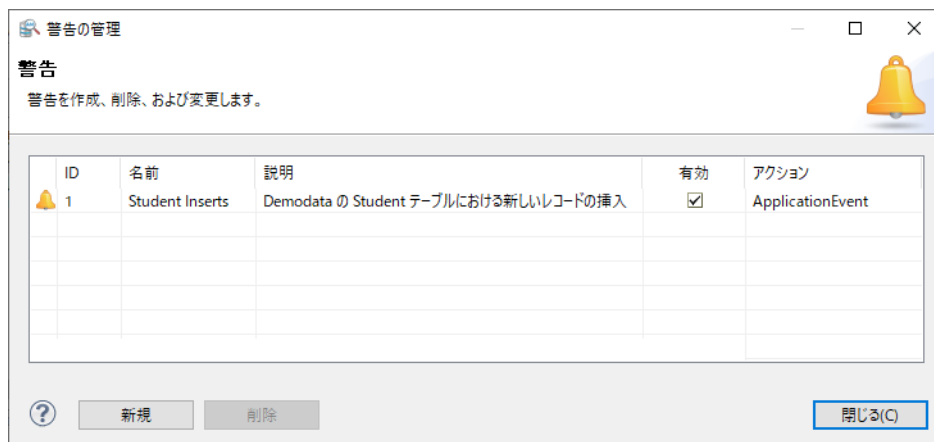 警告の管理
警告
警告を作成、削除、および変更します。
ID 名前 説明 有効 アクション
1 Student Inserts Demodata の Student テーブルにおける新しいレコードの挿入 ApplicationEvent
? 新規 削除 閉じる(C)